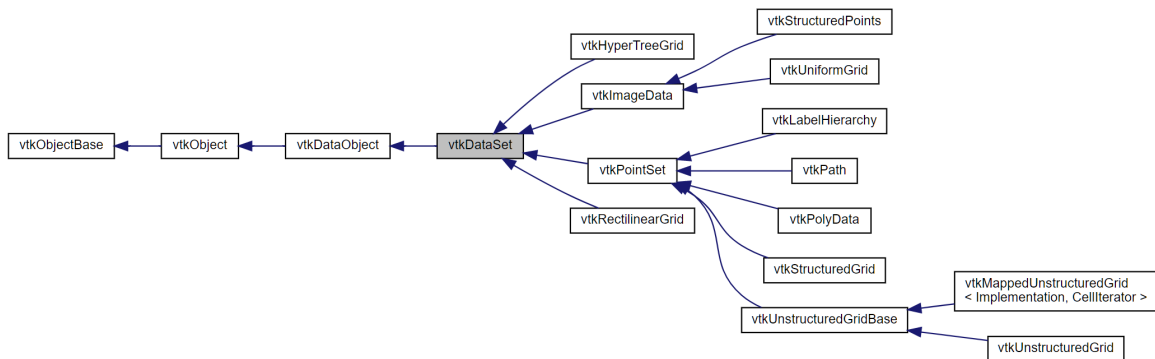 vtkStructuredPoints
vtkHyperTreeGrid
vtkUniformGrid
vtkImageData
vtkLabelHierarchy
vtkObjectBase
vtkObject
vtkDataObject
vtkDataSet
vtkPointSet
vtkPath
vtkRectilinearGrid
vtkPolyData
vtkStructuredGrid
vtkMappedUnstructuredGrid
< Implementation, CellIterator >
vtkUnstructuredGridBase
vtkUnstructuredGrid